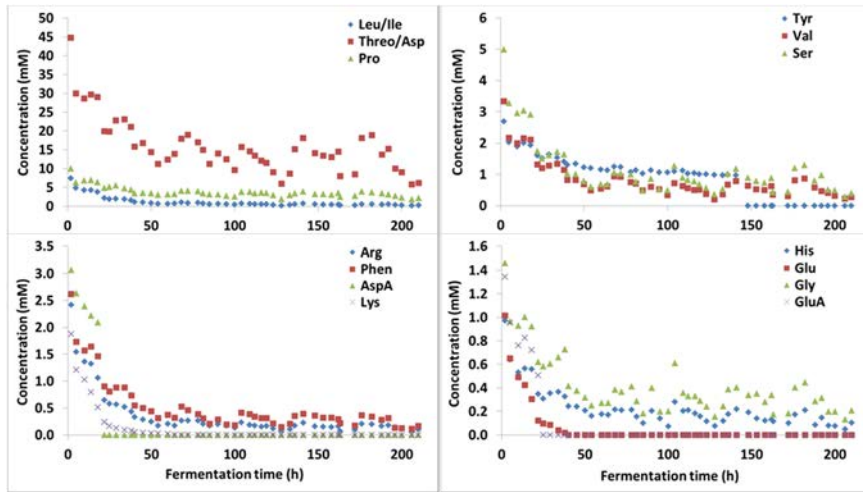 Concentration (mM)
50
45
40
35
30
25
20
15
10
5
0
0
50
100
150
200
Leu/Ile
Threo/Asp
Pro
Concentration (mM)
6
5
4
3
2
1
0
0
50
100
150
200
Tyr
Val
Ser
Concentration (mM)
3.5
3.0
2.5
2.0
1.5
1.0
0.5
0.0
0
50
100
150
200
Fermentation time (h)
Arg
Phen
AspA
Lys
Concentration (mM)
1.6
1.4
1.2
1.0
0.8
0.6
0.4
0.2
0.0
0
50
100
150
200
Fermentation time (h)
His
Glu
Gly
GluA